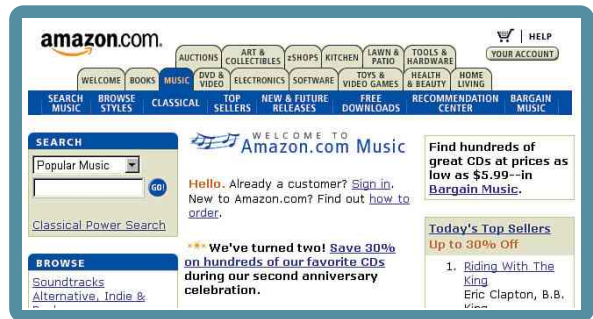 amazon.com.
HELP
YOUR ACCOUNT
AUCTIONS
ART & COLLECTIBLES
zSHOPS
KITCHEN
LAWN & PATIO
TOOLS & HARDWARE
WELCOME
BOOKS
MUSIC
DVD & VIDEO
ELECTRONICS
SOFTWARE
TOYS & VIDEO GAMES
HEALTH & BEAUTY
HOME LIVING
SEARCH MUSIC
BROWSE STYLES
CLASSICAL
TOP SELLERS
NEW & FUTURE RELEASES
FREE DOWNLOADS
RECOMMENDATION CENTER
BARGAIN MUSIC
SEARCH
Popular Music
GO!
Classical Power Search
BROWSE
Soundtracks
Alternative, Indie &
WELCOME TO
Amazon.com Music
Hello. Already a customer? Sign in.
New to Amazon.com? Find out how to
order.
We've turned two! Save 30%
on hundreds of our favorite CDs
during our second anniversary
celebration.
Find hundreds of
great CDs at prices as
low as $5.99--in
Bargain Music.
Today's Top Sellers
Up to 30% Off
1. Riding With The
King
Eric Clapton, B.B.